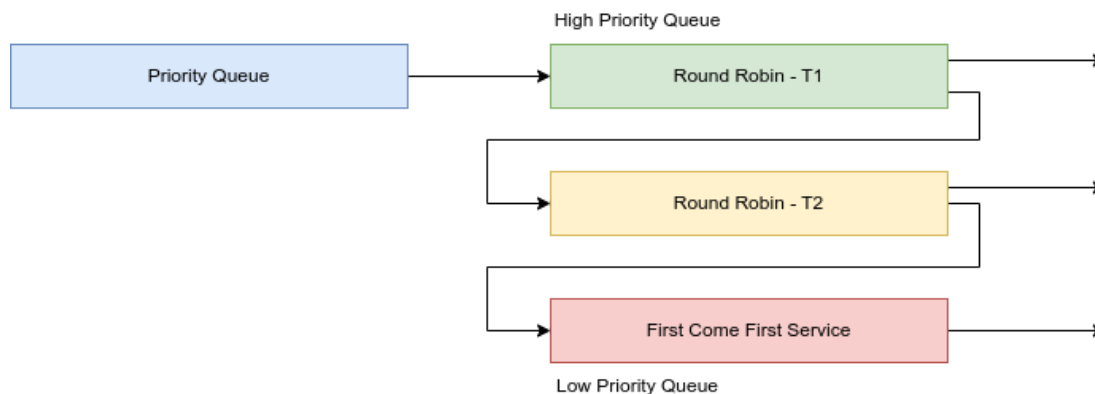 High Priority Queue
Priority Queue
Round Robin - T1
Round Robin - T2
First Come First Service
Low Priority Queue